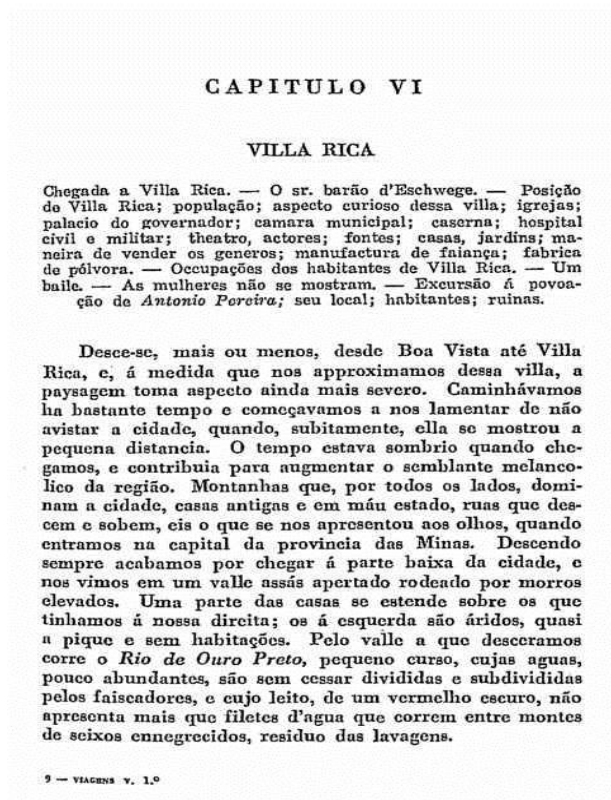 CAPITULO VI
VILLA RICA
Chegada a Villa Rica. — O sr. barão d'Eschwege. — Posição
de Villa Rica; população; aspecto curioso dessa villa; igrejas;
palacio do governador; camara municipal; caserna; hospital
civil e militar; theatro, actores; fontes; casas, jardins; ma-
neira de vender os generos; manufactura de faiança; fabrica
de pólvora. — Occupações dos habitantes de Villa Rica. — Um
baile. — As mulheres não se mostram. — Excursão á povoa-
ção de Antonio Pereira; seu local; habitantes; ruinas.
Desce-se, mais ou menos, desde Boa Vista até Villa
Rica, e, á medida que nos approximamos dessa villa, a
paysagem toma aspecto ainda mais severo. Caminhávamos
ha bastante tempo e começavamos a nos lamentar de não
avistar a cidade, quando, subitamente, ella se mostrou a
pequena distancia. O tempo estava sombrio quando che-
gamos, e contribuia para augmentar o semblante melanco-
lico da região. Montanhas que, por todos os lados, domi-
nam a cidade, casas antigas e em máu estado, ruas que des-
cem e sobem, eis o que se nos apresentou aos olhos, quando
entramos na capital da provincia das Minas. Descendo
sempre acabamos por chegar á parte baixa da cidade, e
nos vimos em um valle assás apertado rodeado por morros
elevados. Uma parte das casas se estende sobre os que
tinhamos á nossa direita; os á esquerda são áridos, quasi
a pique e sem habitações. Pelo valle a que desceramos
corre o Rio de Ouro Preto, pequeno curso, cujas aguas,
pouco abundantes, são sem cessar divididas e subdivididas
pelos faiscadores, e cujo leito, de um vermelho escuro, não
apresenta mais que filetes d'agua que correm entre montes
de seixos ennegrecidos, residuo das lavagens.
9 — VIAGENS V. 1.º